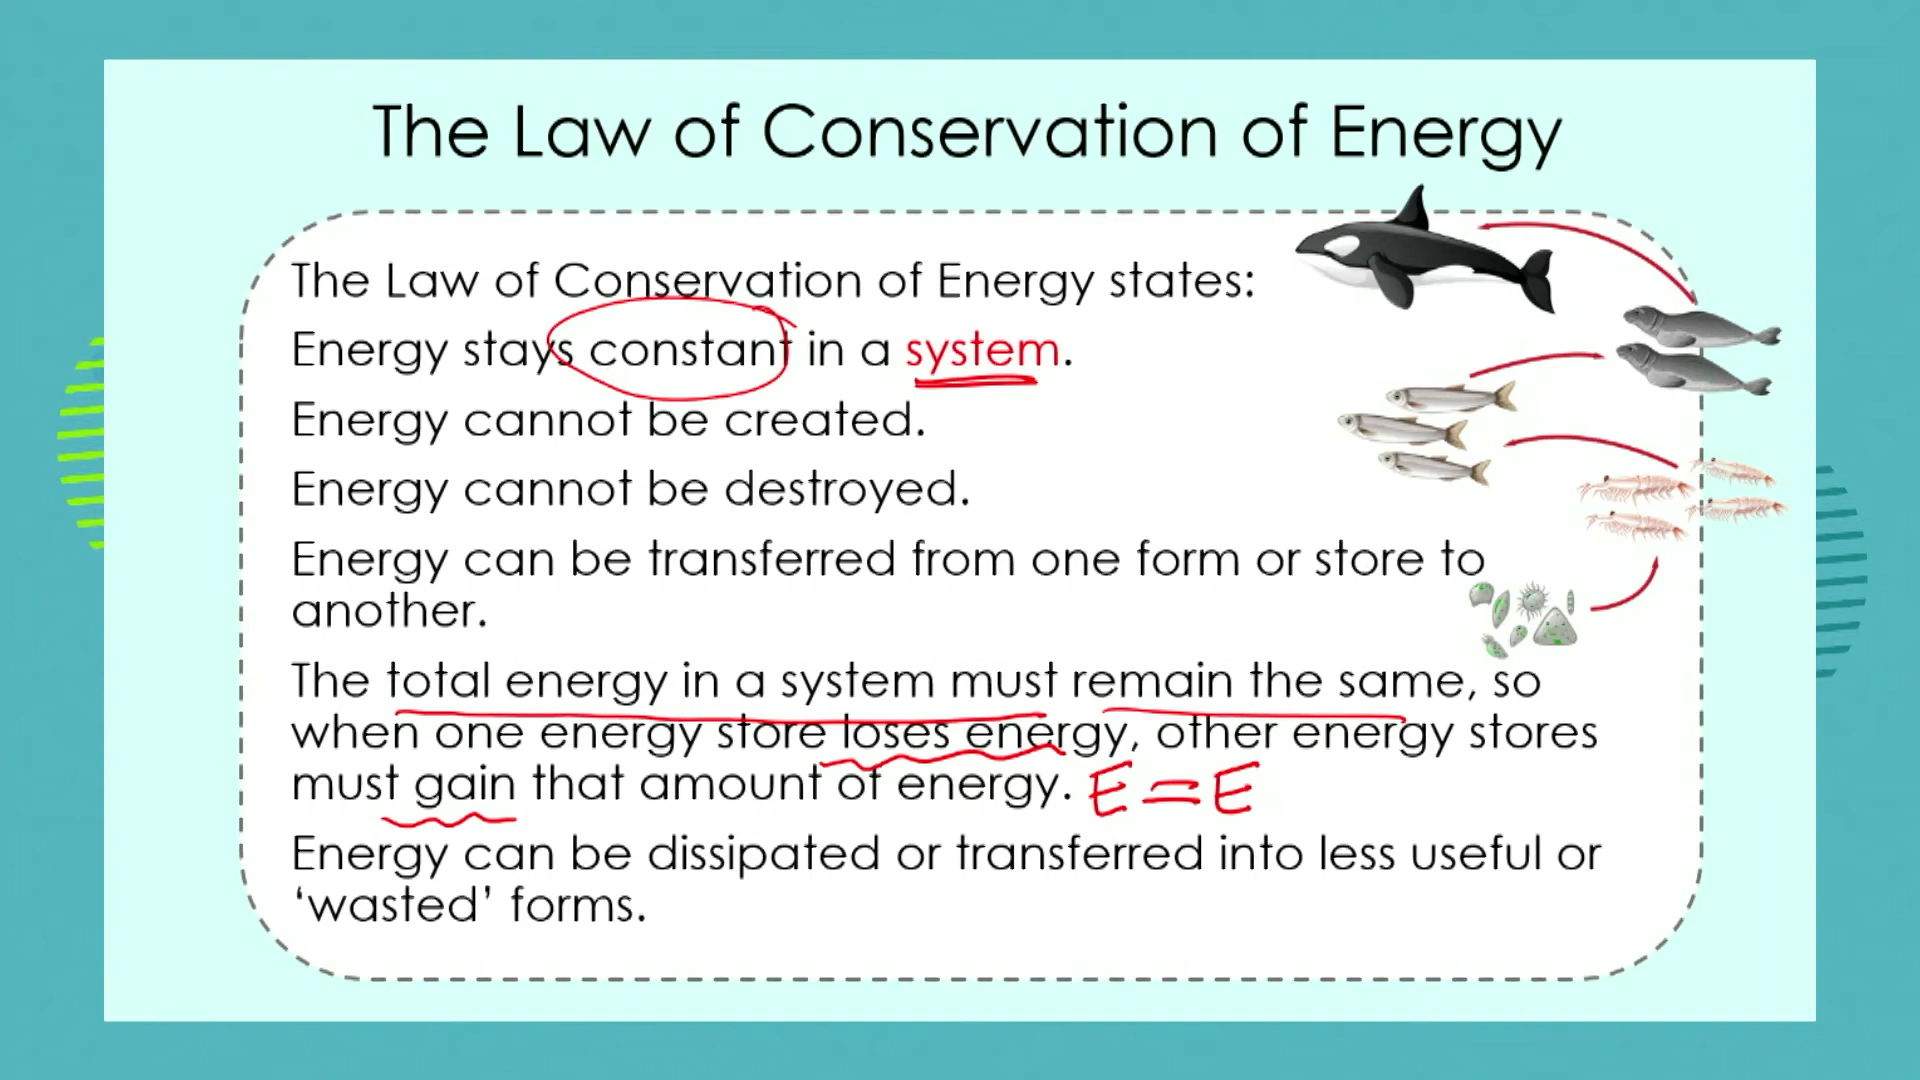 The Law of Conservation of Energy
The Law of Conservation of Energy states:
Energy stays constant in a system.
Energy cannot be created.
Energy cannot be destroyed.
Energy can be transferred from one form or store to
another.
The total energy in a system must remain the same, so
when one energy store loses energy, other energy stores
must gain that amount of energy. E = E
Energy can be dissipated or transferred into less useful or
‘wasted’ forms.